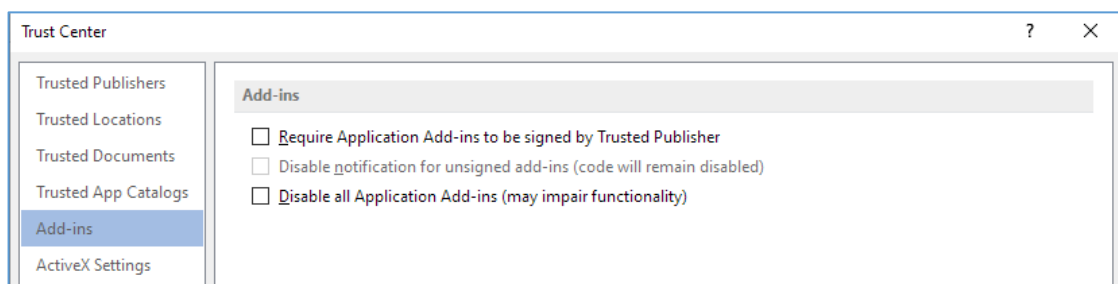 Trust Center
?
Trusted Publishers
Trusted Locations
Trusted Documents
Trusted App Catalogs
Add-ins
ActiveX Settings
Add-ins
Require Application Add-ins to be signed by Trusted Publisher
Disable notification for unsigned add-ins (code will remain disabled)
Disable all Application Add-ins (may impair functionality)